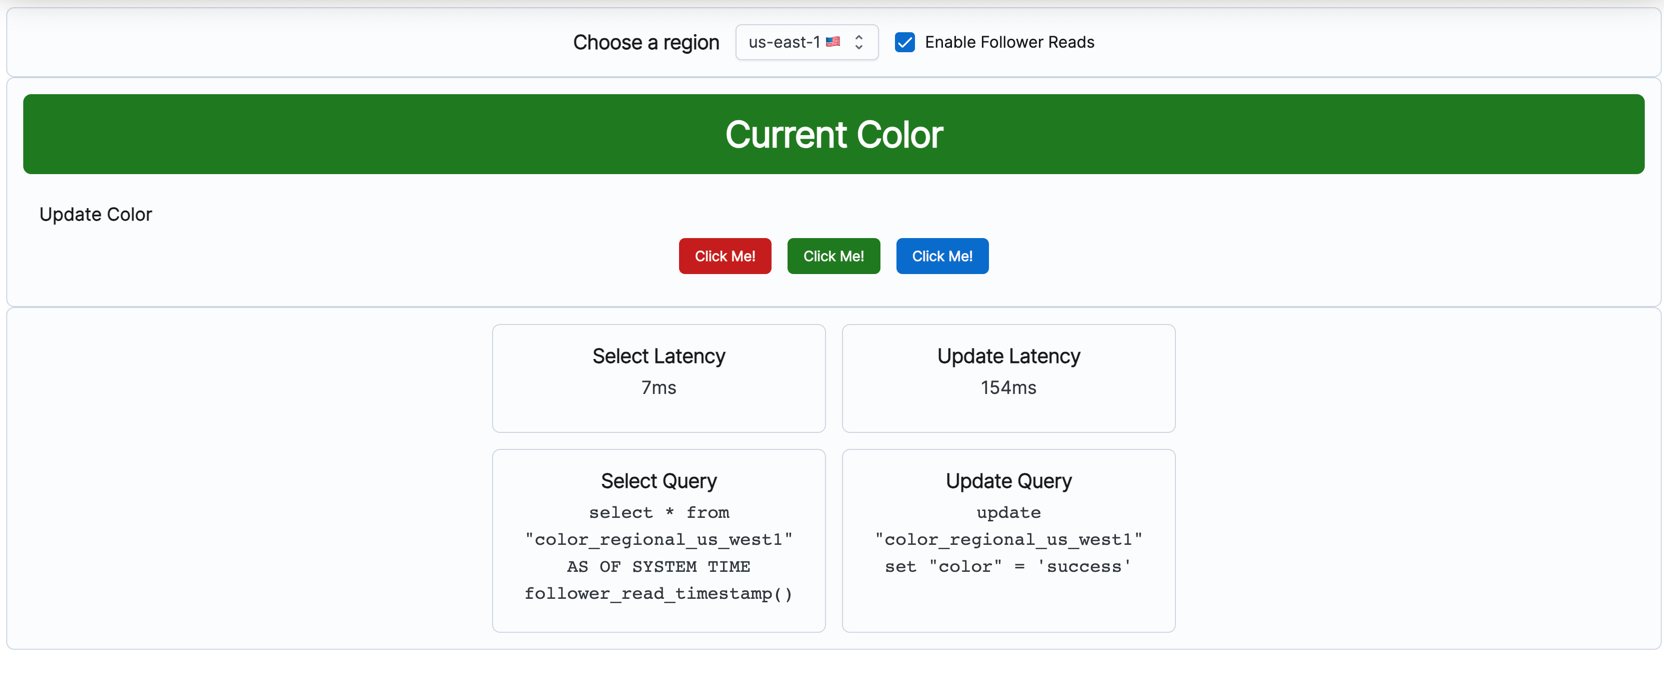 Choose a region
us-east-1 🇺🇸
Enable Follower Reads
Current Color
Update Color
Click Me!
Click Me!
Click Me!
Select Latency
7ms
Update Latency
154ms
Select Query
select * from
"color_regional_us_west1"
AS OF SYSTEM TIME
follower_read_timestamp()
Update Query
update
"color_regional_us_west1"
set "color" = 'success'